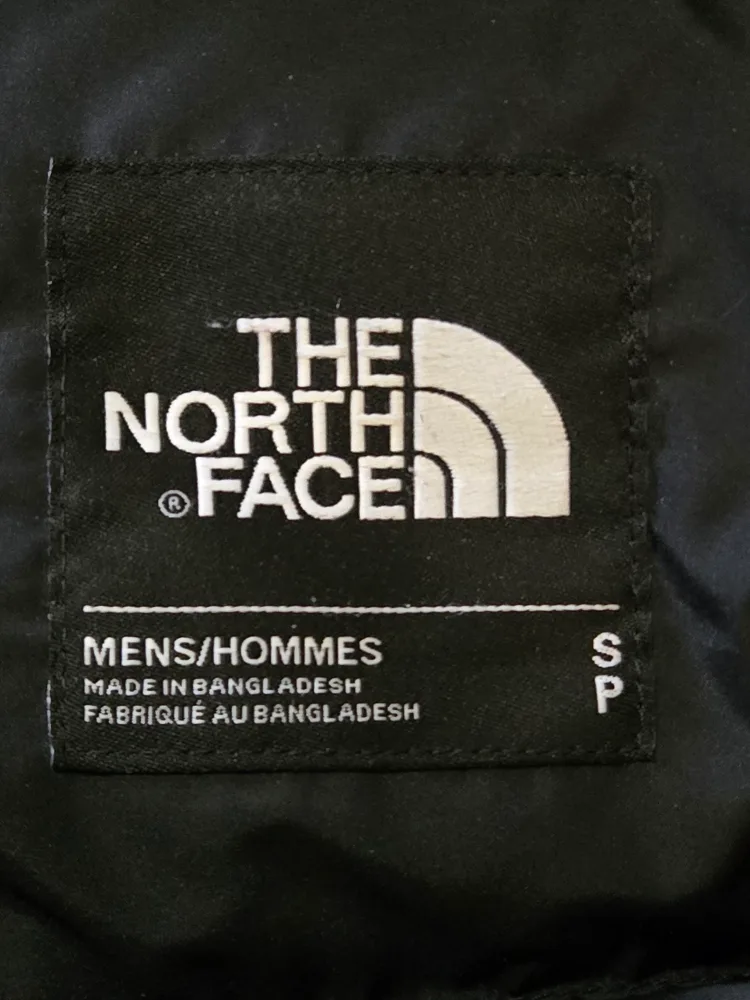 THE
NORTH
® FACE
MENS/HOMMES S
MADE IN BANGLADESH P
FABRIQUÉ AU BANGLADESH